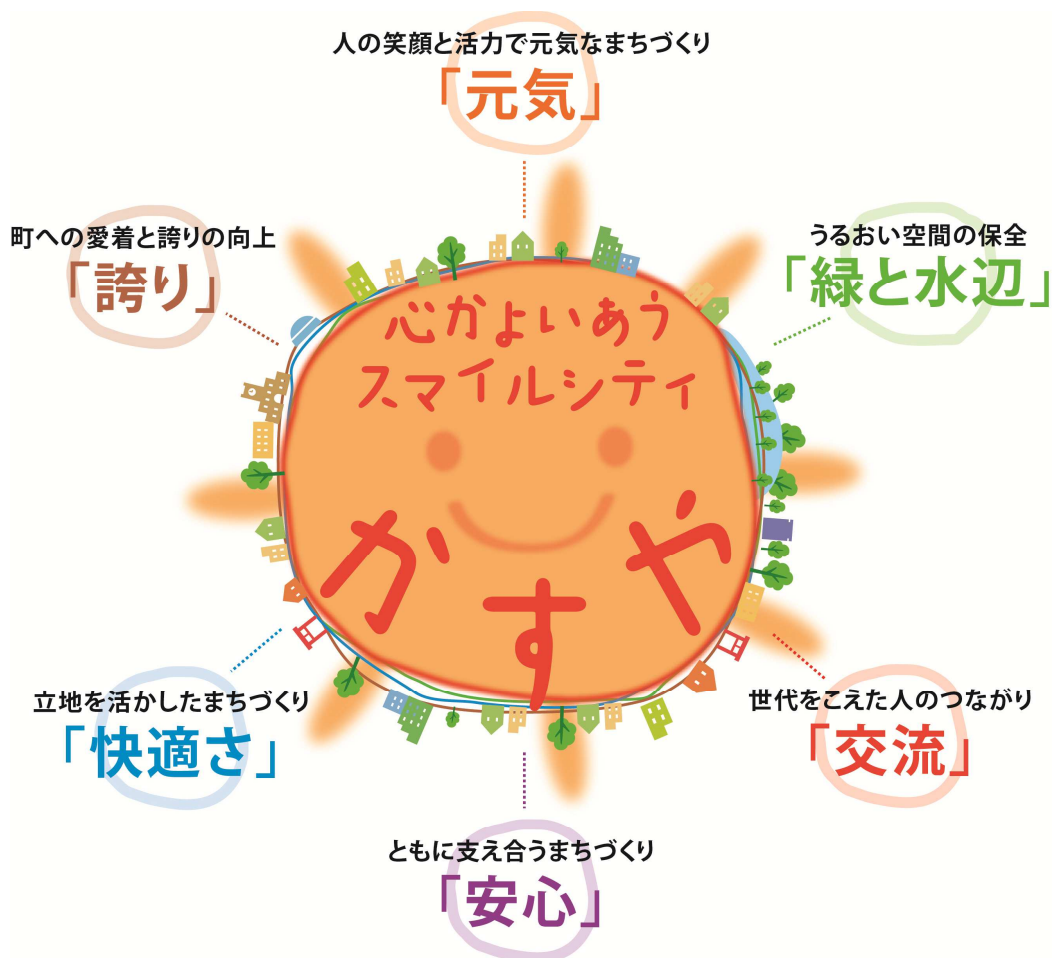 人の笑顔と活力で元気なまちづくり
「元気」
町への愛着と誇りの向上
「誇り」
うるおい空間の保全
「緑と水辺」
心かよいあう
スマイルシティ
かすや
立地を活かしたまちづくり
「快適さ」
世代をこえた人のつながり
「交流」
ともに支え合うまちづくり
「安心」